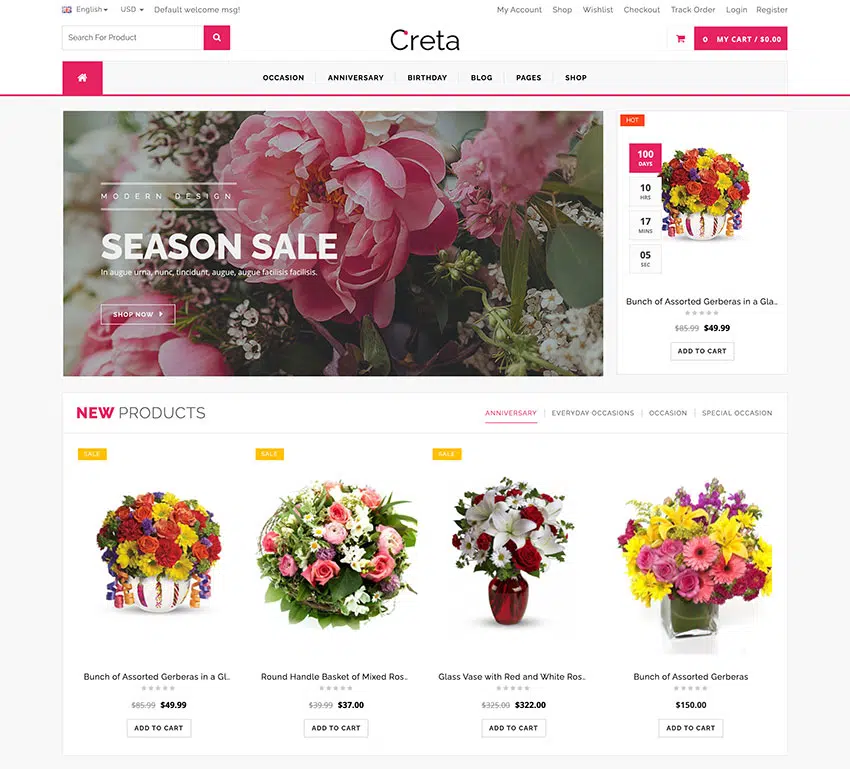 English
USD
Default welcome msg!
My Account
Shop
Wishlist
Checkout
Track Order
Login
Register
Search For Product
Creta
0 MY CART / $0.00
OCCASION
ANNIVERSARY
BIRTHDAY
BLOG
PAGES
SHOP
MODERN DESIGN
SEASON SALE
In augue urna, nunc, tincidunt, augue, augue facilisis facilisis.
SHOP NOW
HOT
100
DAYS
10
HRS
17
MINS
05
SEC
Bunch of Assorted Gerberas in a Gla..
$85.99 $49.99
ADD TO CART
NEW PRODUCTS
ANNIVERSARY
EVERYDAY OCCASIONS
OCCASION
SPECIAL OCCASION
SALE
SALE
SALE
Bunch of Assorted Gerberas in a Gl..
Round Handle Basket of Mixed Ros..
Glass Vase with Red and White Ros..
Bunch of Assorted Gerberas
$85.99 $49.99
$39.99 $37.00
$325.00 $322.00
$150.00
ADD TO CART
ADD TO CART
ADD TO CART
ADD TO CART